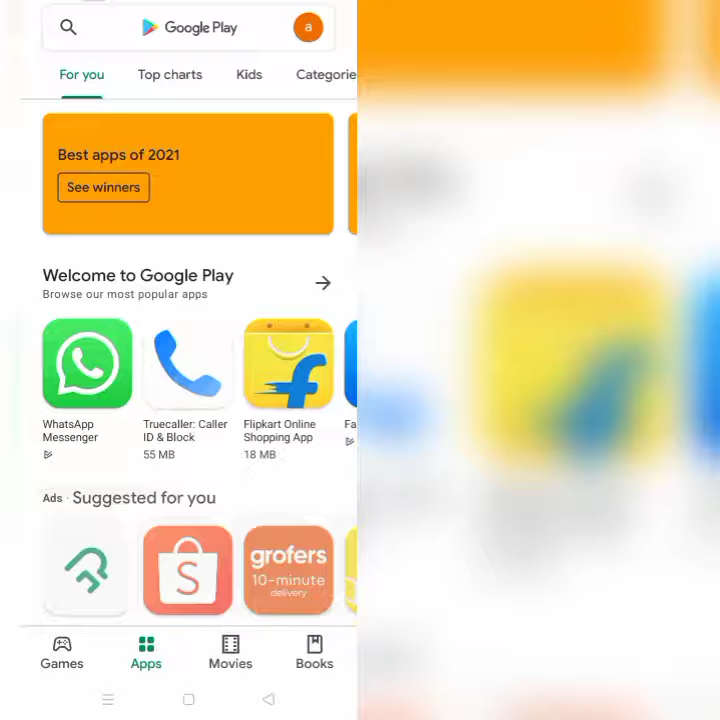 Google Play
a
For you Top charts Kids Categorie
Best apps of 2021
See winners
Welcome to Google Play
Browse our most popular apps
WhatsApp Messenger
Truecaller: Caller ID & Block
55 MB
Flipkart Online Shopping App
18 MB
Fa
Ads · Suggested for you
S
grofers
10-minute
delivery
Games Apps Movies Books